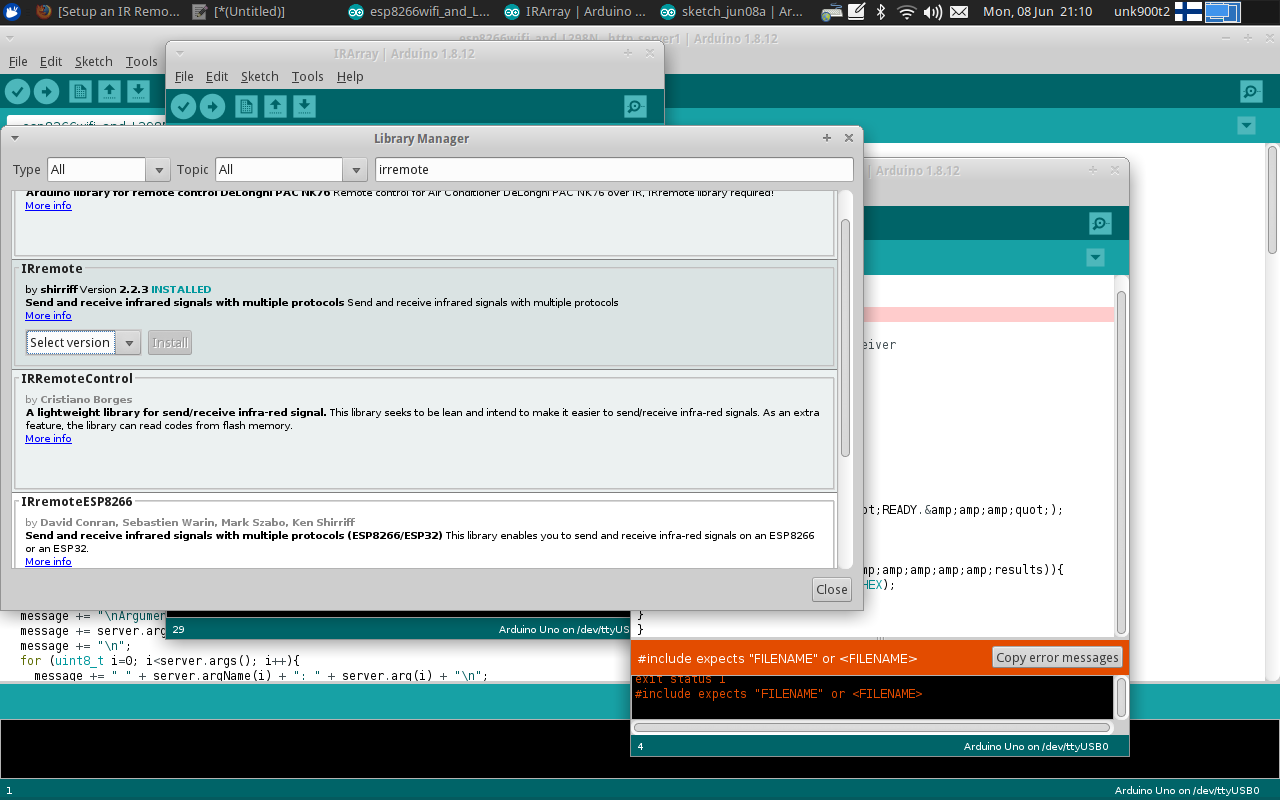 [Setup an IR Remo...
[*(Untitled)]
esp8266wifi_and_L...
IRArray | Arduino ...
sketch_jun08a | Ar...
Mon, 08 Jun 21:10
unk900t2
| Arduino 1.8.12
File Edit Sketch Tools
IRArray | Arduino 1.8.12
File Edit Sketch Tools Help
Library Manager
Type All Topic All irremote
| Arduino 1.8.12
Arduino library for remote control DeLonghi PAC NK76 Remote control for Air Conditioner DeLonghi PAC NK76 over IR, IRremote library required!
More info
IRremote
by shirriff Version 2.2.3 INSTALLED
Send and receive infrared signals with multiple protocols Send and receive infrared signals with multiple protocols
More info
Select version Install
IRRemoteControl
by Cristiano Borges
A lightweight library for send/receive infra-red signal. This library seeks to be lean and intend to make it easier to send/receive infra-red signals. As an extra
feature, the library can read codes from flash memory.
More info
IRremoteESP8266
by David Conran, Sebastien Warin, Mark Szabo, Ken Shirriff
Send and receive infrared signals with multiple protocols (ESP8266/ESP32) This library enables you to send and receive infra-red signals on an ESP8266
or an ESP32.
More info
Close
eiver
ot;READY.&amp;amp;amp;quot;);
mp;amp;amp;amp;amp;results)){
HEX);
}
}
message += "\nArgumen
message += server.arg
message += "\n";
for (uint8_t i=0; i<server.args(); i++){
message += " " + server.argName(i) + ": " + server.arg(i) + "\n";
29 Arduino Uno on /dev/ttyUS
#include expects "FILENAME" or <FILENAME>
Copy error messages
exit status 1
#include expects "FILENAME" or <FILENAME>
4 Arduino Uno on /dev/ttyUSB0
1 Arduino Uno on /dev/ttyUSB0